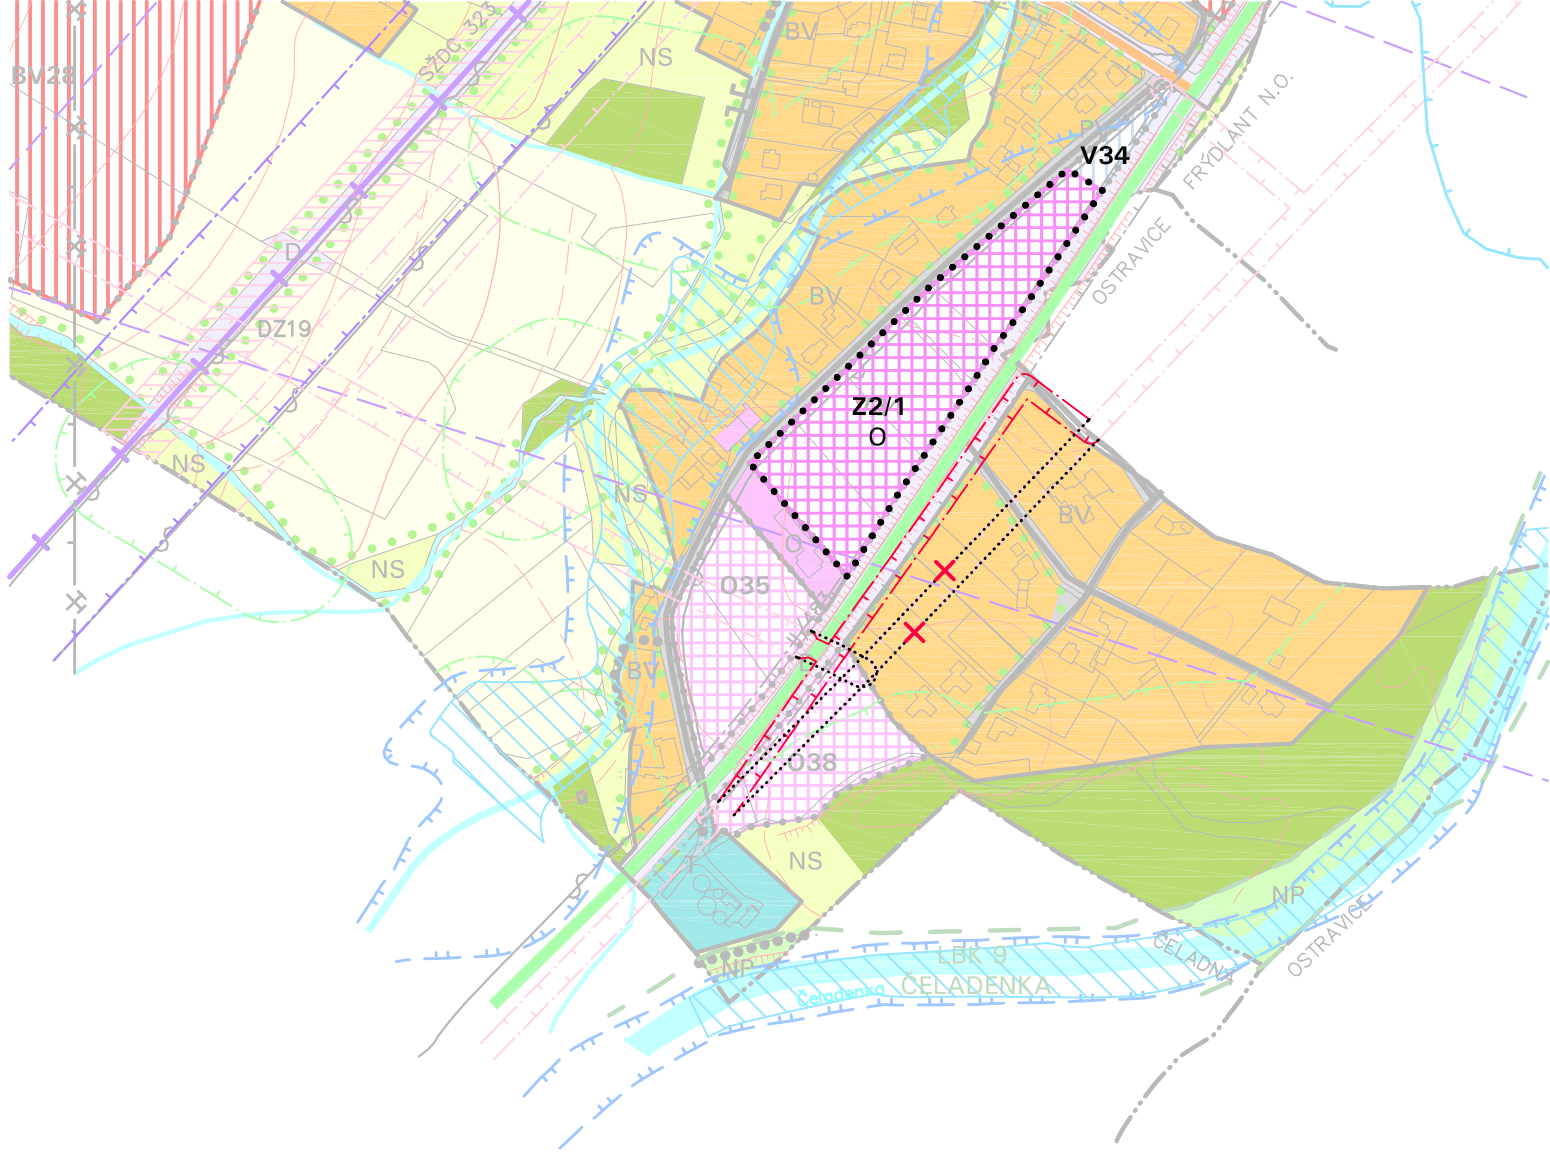 ŠŽDC 323
BV
NS
BV28
FRÝDLANT N.O.
V34
D
OSTRAVICE
BV
DZ19
Z2/1
O
NS
NS
BV
O
NS
O35
BV
O38
NS
NP
ČELADNÁ
OSTRAVICE
LBK 9
NP
ČELADENKA
Čeladenka